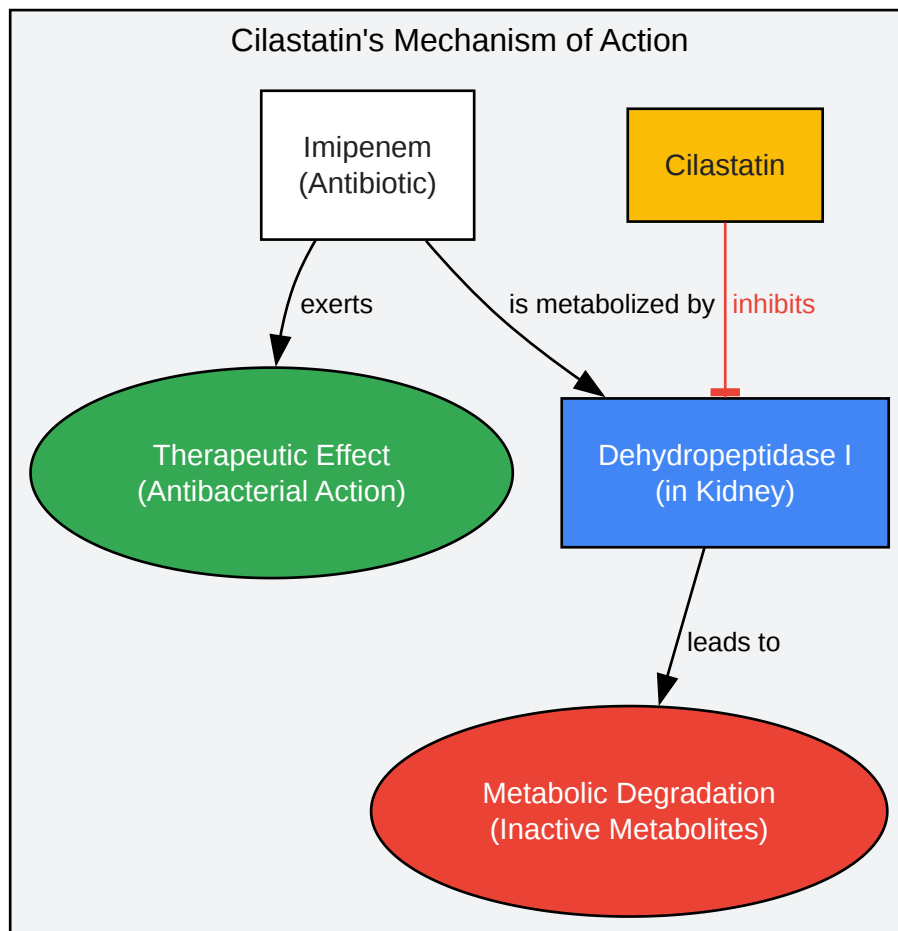 Cilastatin's Mechanism of Action
Imipenem
(Antibiotic)
Cilastatin
exerts
is metabolized by
inhibits
Therapeutic Effect
(Antibacterial Action)
Dehydropeptidase I
(in Kidney)
leads to
Metabolic Degradation
(Inactive Metabolites)